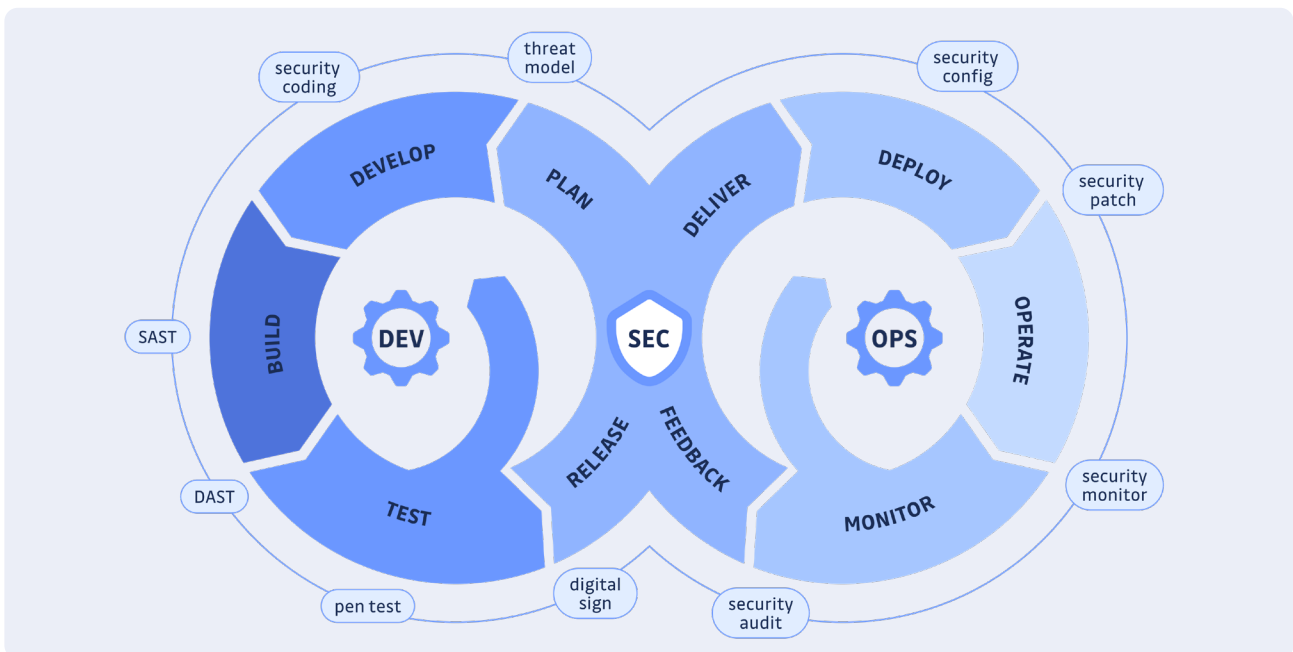 threat
model
security
coding
security
config
DEVELOP
PLAN
DELIVER
DEPLOY
security
patch
BUILD
DEV
SEC
OPS
OPERATE
SAST
RELEASE
FEEDBACK
DAST
security
monitor
TEST
MONITOR
pen test
digital
sign
security
audit